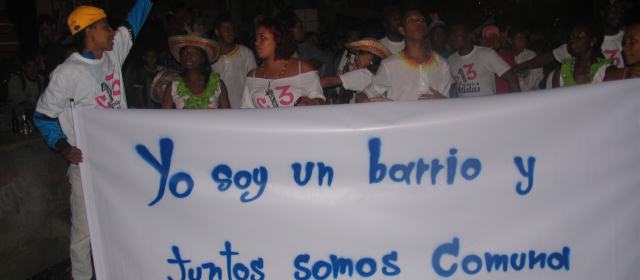 Yo soy un barrio y
juntos somos Comuna